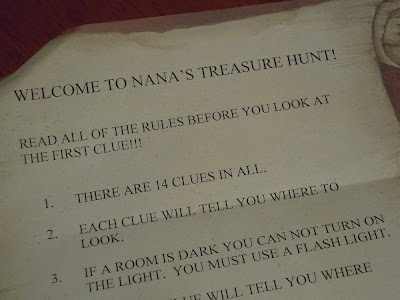 WELCOME TO NANA'S TREASURE HUNT!
READ ALL OF THE RULES BEFORE YOU LOOK AT
THE FIRST CLUE!!!
1. THERE ARE 14 CLUES IN ALL.
2. EACH CLUE WILL TELL YOU WHERE TO
LOOK.
3. IF A ROOM IS DARK YOU CAN NOT TURN ON
THE LIGHT. YOU MUST USE A FLASH LIGHT.
CLUE WILL TELL YOU WHERE